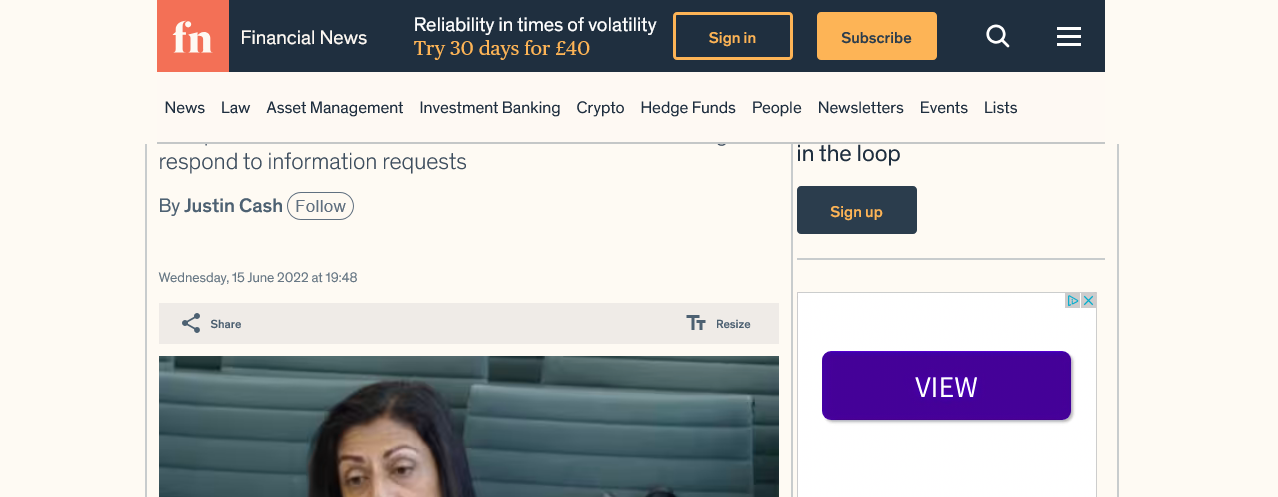 fn
Financial News
Reliability in times of volatility
Try 30 days for £40
Sign in
Subscribe
News
Law
Asset Management
Investment Banking
Crypto
Hedge Funds
People
Newsletters
Events
Lists
respond to information requests
By Justin Cash
Follow
Wednesday, 15 June 2022 at 19:48
Share
Resize
in the loop
Sign up
VIEW